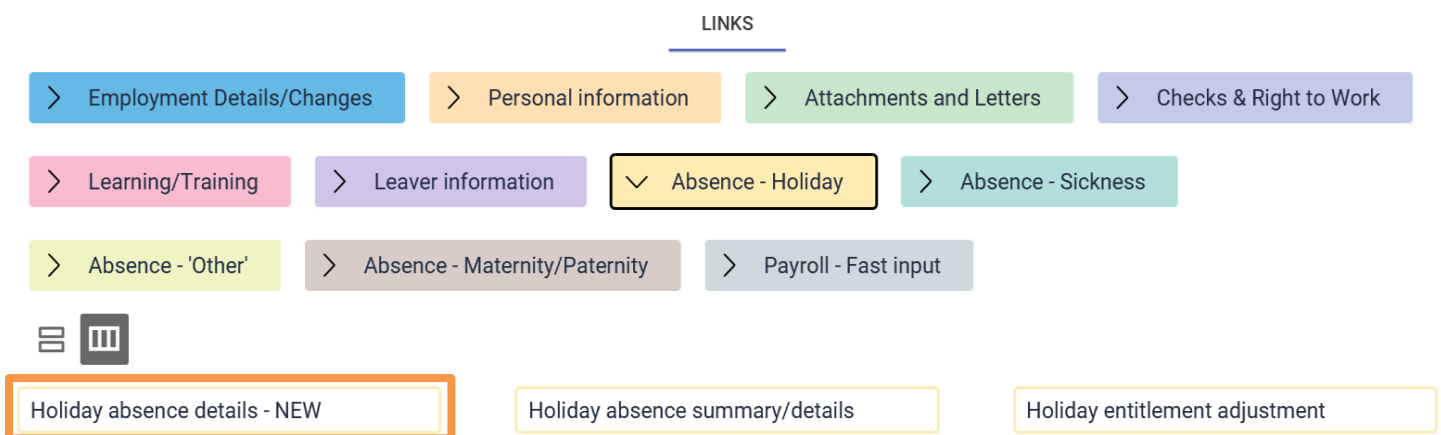 LINKS
Employment Details/Changes
Personal information
Attachments and Letters
Checks & Right to Work
Learning/Training
Leaver information
Absence - Holiday
Absence - Sickness
Absence - 'Other'
Absence - Maternity/Paternity
Payroll - Fast input
Holiday absence details - NEW
Holiday absence summary/details
Holiday entitlement adjustment